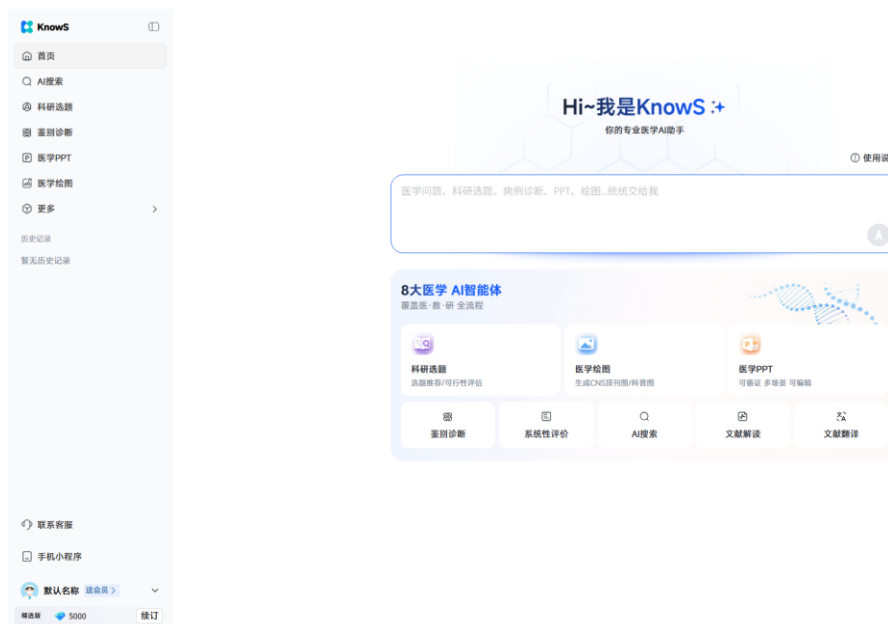 KnowS
首页
AI搜索
科研选题
鉴别诊断
医学PPT
医学绘图
更多
历史记录
暂无历史记录
联系客服
手机小程序
默认名称 送会员
精选版 5000 续订
Hi~我是KnowS
你的专业医学AI助手
使用说
医学问题、科研选题、病例诊断、PPT、绘图...统统交给我
8大医学 AI智能体
覆盖医·教·研 全流程
科研选题
选题推荐/可行性评估
医学绘图
生成CNS顶刊图/科普图
医学PPT
可循证 多场景 可编辑
鉴别诊断
系统性评价
AI搜索
文献解读
文献翻译